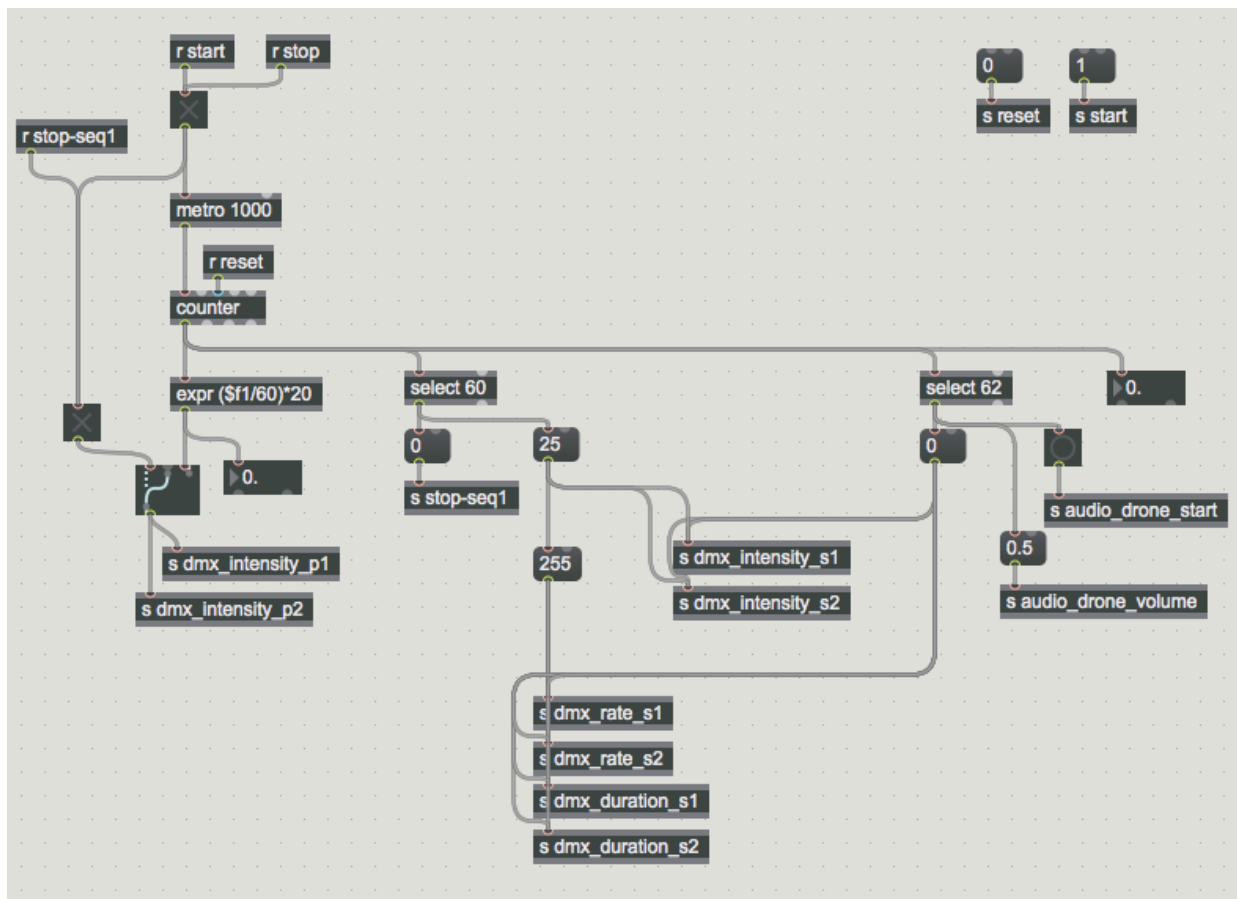 r start
r stop
0
1
s reset
s start
r stop-seq1
metro 1000
r reset
counter
expr ($f1/60)*20
select 60
select 62
0.
0
25
0
0.
s stop-seq1
s audio_drone_start
255
s dmx_intensity_s1
0.5
s dmx_intensity_p1
s dmx_intensity_s2
s audio_drone_volume
s dmx_intensity_p2
s dmx_rate_s1
s dmx_rate_s2
s dmx_duration_s1
s dmx_duration_s2